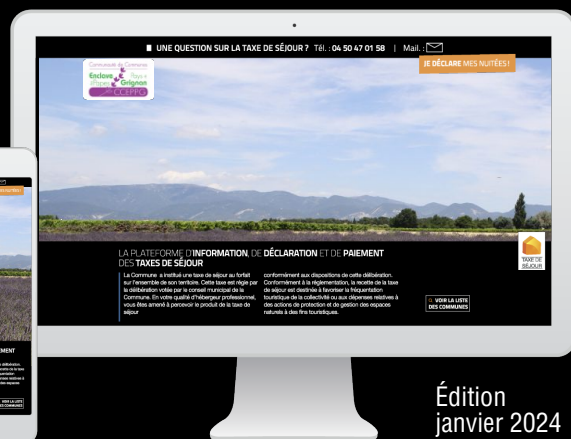 UNE QUESTION SUR LA TAXE DE SÉJOUR ? Tél. : 04 50 47 01 58 | Mail. :
JE DÉCLARE MES NUITÉES !
Communauté de Communes
Enclave des Papes Pays de Grignan
CCEPPG
LA PLATEFORME D'INFORMATION, DE DÉCLARATION ET DE PAIEMENT
DES TAXES DE SÉJOUR
La Commune a institué une taxe de séjour au forfait
sur l'ensemble de son territoire. Cette taxe est régie par
la délibération votée par le conseil municipal de la
Commune. En votre qualité d'hébergeur professionnel,
vous êtes amené à percevoir le produit de la taxe de
séjour
conformément aux dispositions de cette délibération.
Conformément à la réglementation, la recette de la taxe
de séjour est destinée à favoriser la fréquentation
touristique de la collectivité ou aux dépenses relatives à
des actions de protection et de gestion des espaces
naturels à des fins touristiques.
TAXE DE
SÉJOUR
VOIR LA LISTE
DES COMMUNES
Édition
janvier 2024